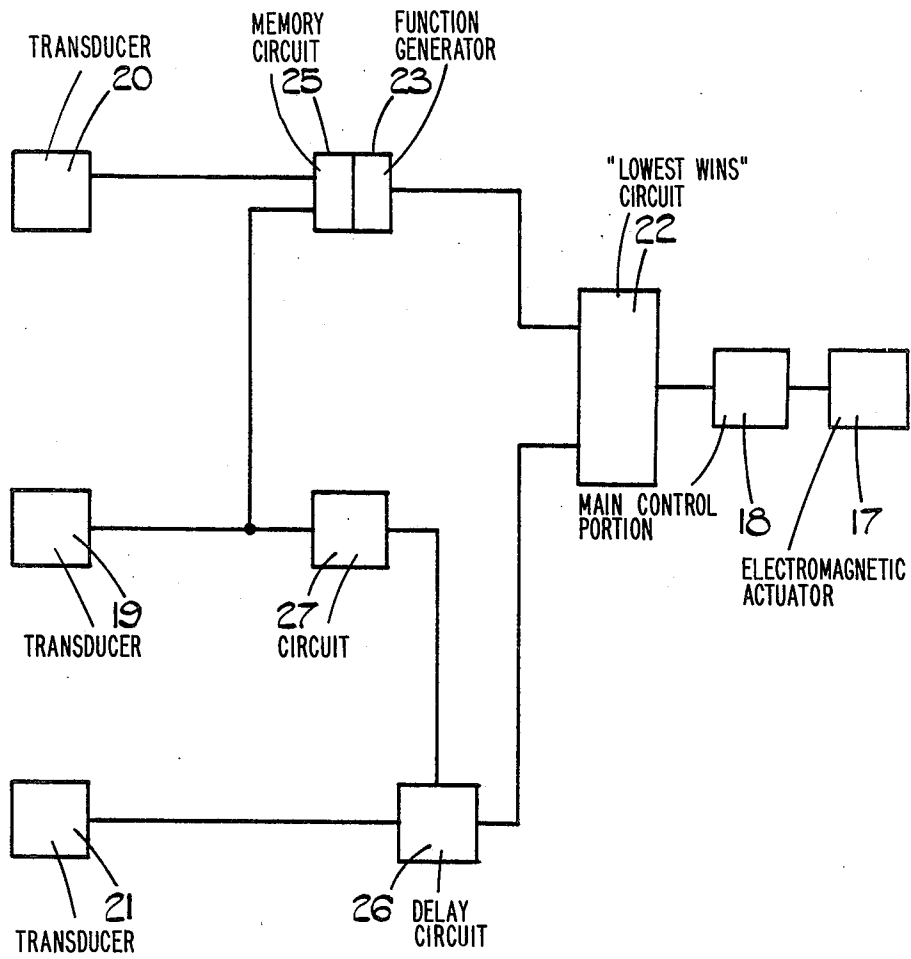 TRANSDUCER
20
MEMORY
CIRCUIT
25
FUNCTION
GENERATOR
23
"LOWEST WINS"
CIRCUIT
22
MAIN CONTROL
PORTION
18
17
ELECTROMAGNETIC
ACTUATOR
19
TRANSDUCER
27
CIRCUIT
21
TRANSDUCER
26
DELAY
CIRCUIT